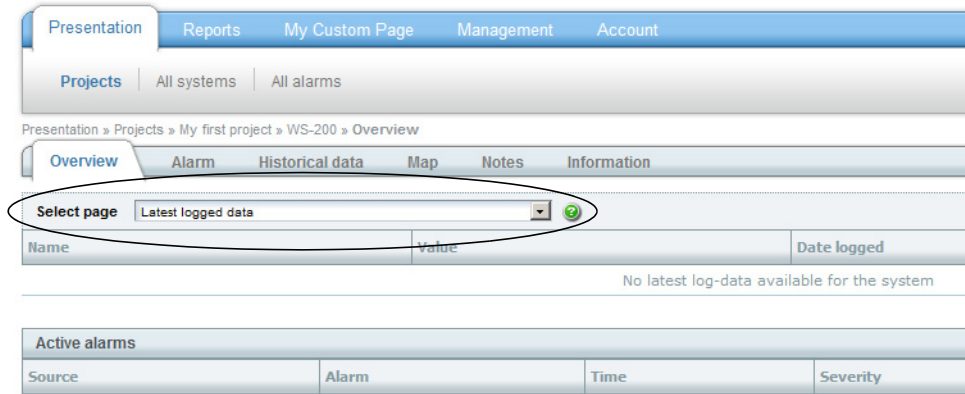 Presentation Reports My Custom Page Management Account
Projects All systems All alarms
Presentation » Projects » My first project » WS-200 » Overview
Overview Alarm Historical data Map Notes Information
Select page Latest logged data ?
Name Value Date logged
No latest log-data available for the system
Active alarms
Source Alarm Time Severity